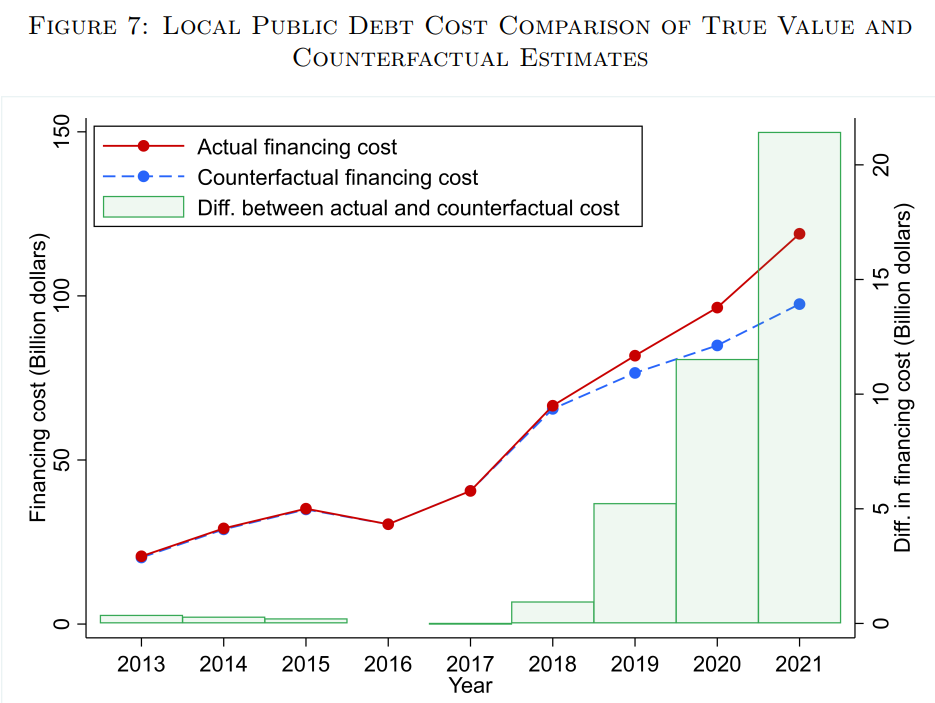 FIGURE 7: LOCAL PUBLIC DEBT COST COMPARISON OF TRUE VALUE AND
COUNTERFACTUAL ESTIMATES
Actual financing cost
Counterfactual financing cost
Diff. between actual and counterfactual cost
Financing cost (Billion dollars)
150
100
50
0
20
15
10
5
0
Diff. in financing cost (Billion dollars)
2013 2014 2015 2016 2017 2018 2019 2020 2021
Year